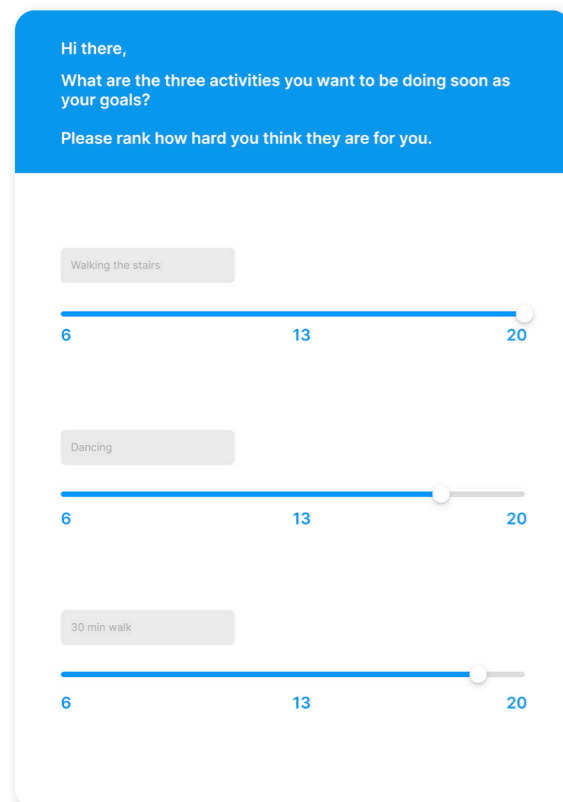 Hi there,
What are the three activities you want to be doing soon as
your goals?
Please rank how hard you think they are for you.
Walking the stairs
6 13 20
Dancing
6 13 20
30 min walk
6 13 20